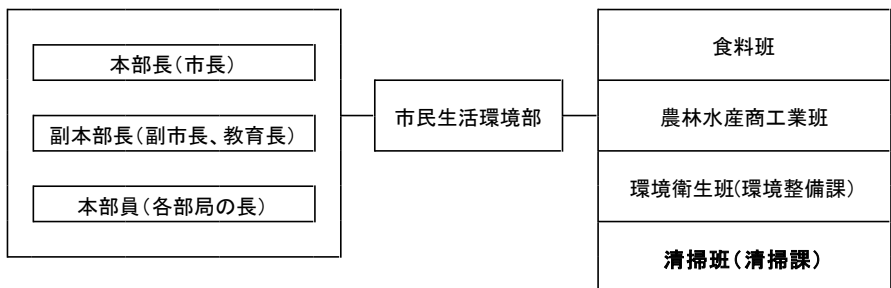 本部長（市長）
副本部長（副市長、教育長）
本部員（各部局の長）
市民生活環境部
食料班
農林水産商工業班
環境衛生班(環境整備課)
清掃班（清掃課）